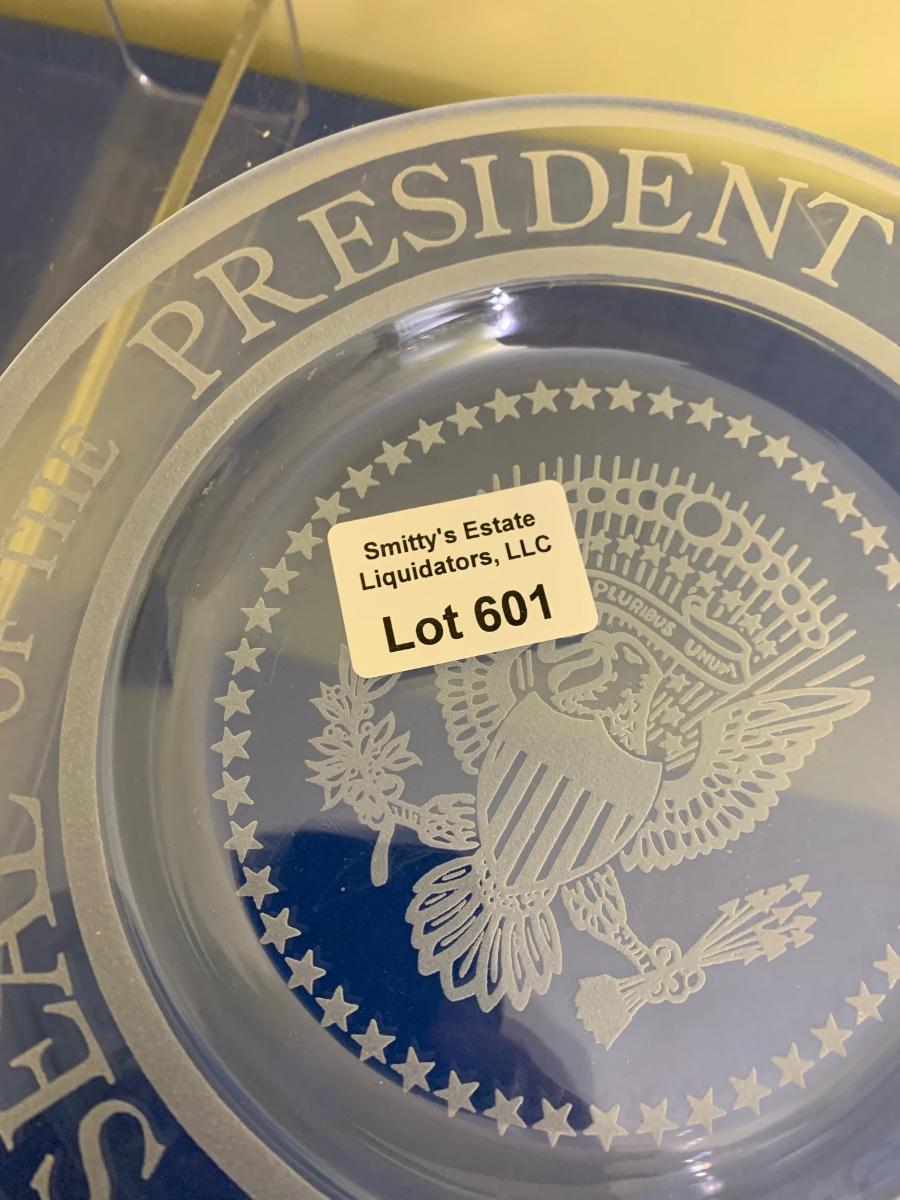 SEAL OF THE PRESIDENT
Smitty's Estate
Liquidators, LLC
Lot 601
PLURIBUS UNUM